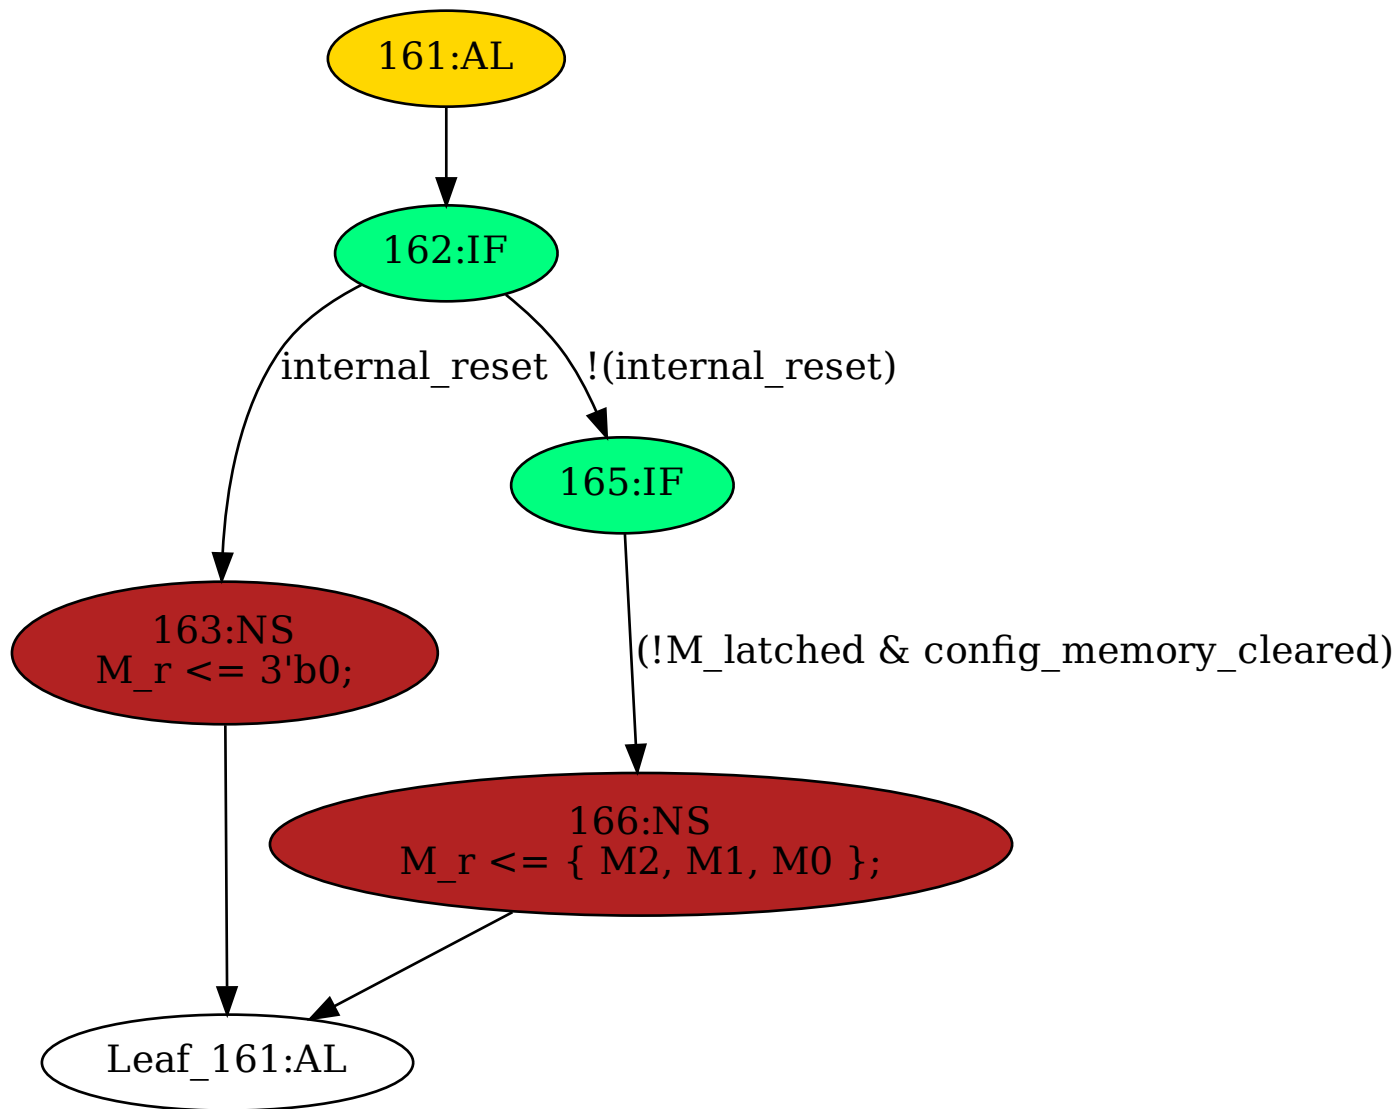 161:AL
162:IF
internal_reset
!(internal_reset)
165:IF
163:NS
M_r <= 3'b0;
(!M_latched & config_memory_cleared)
166:NS
M_r <= { M2, M1, M0 };
Leaf_161:AL